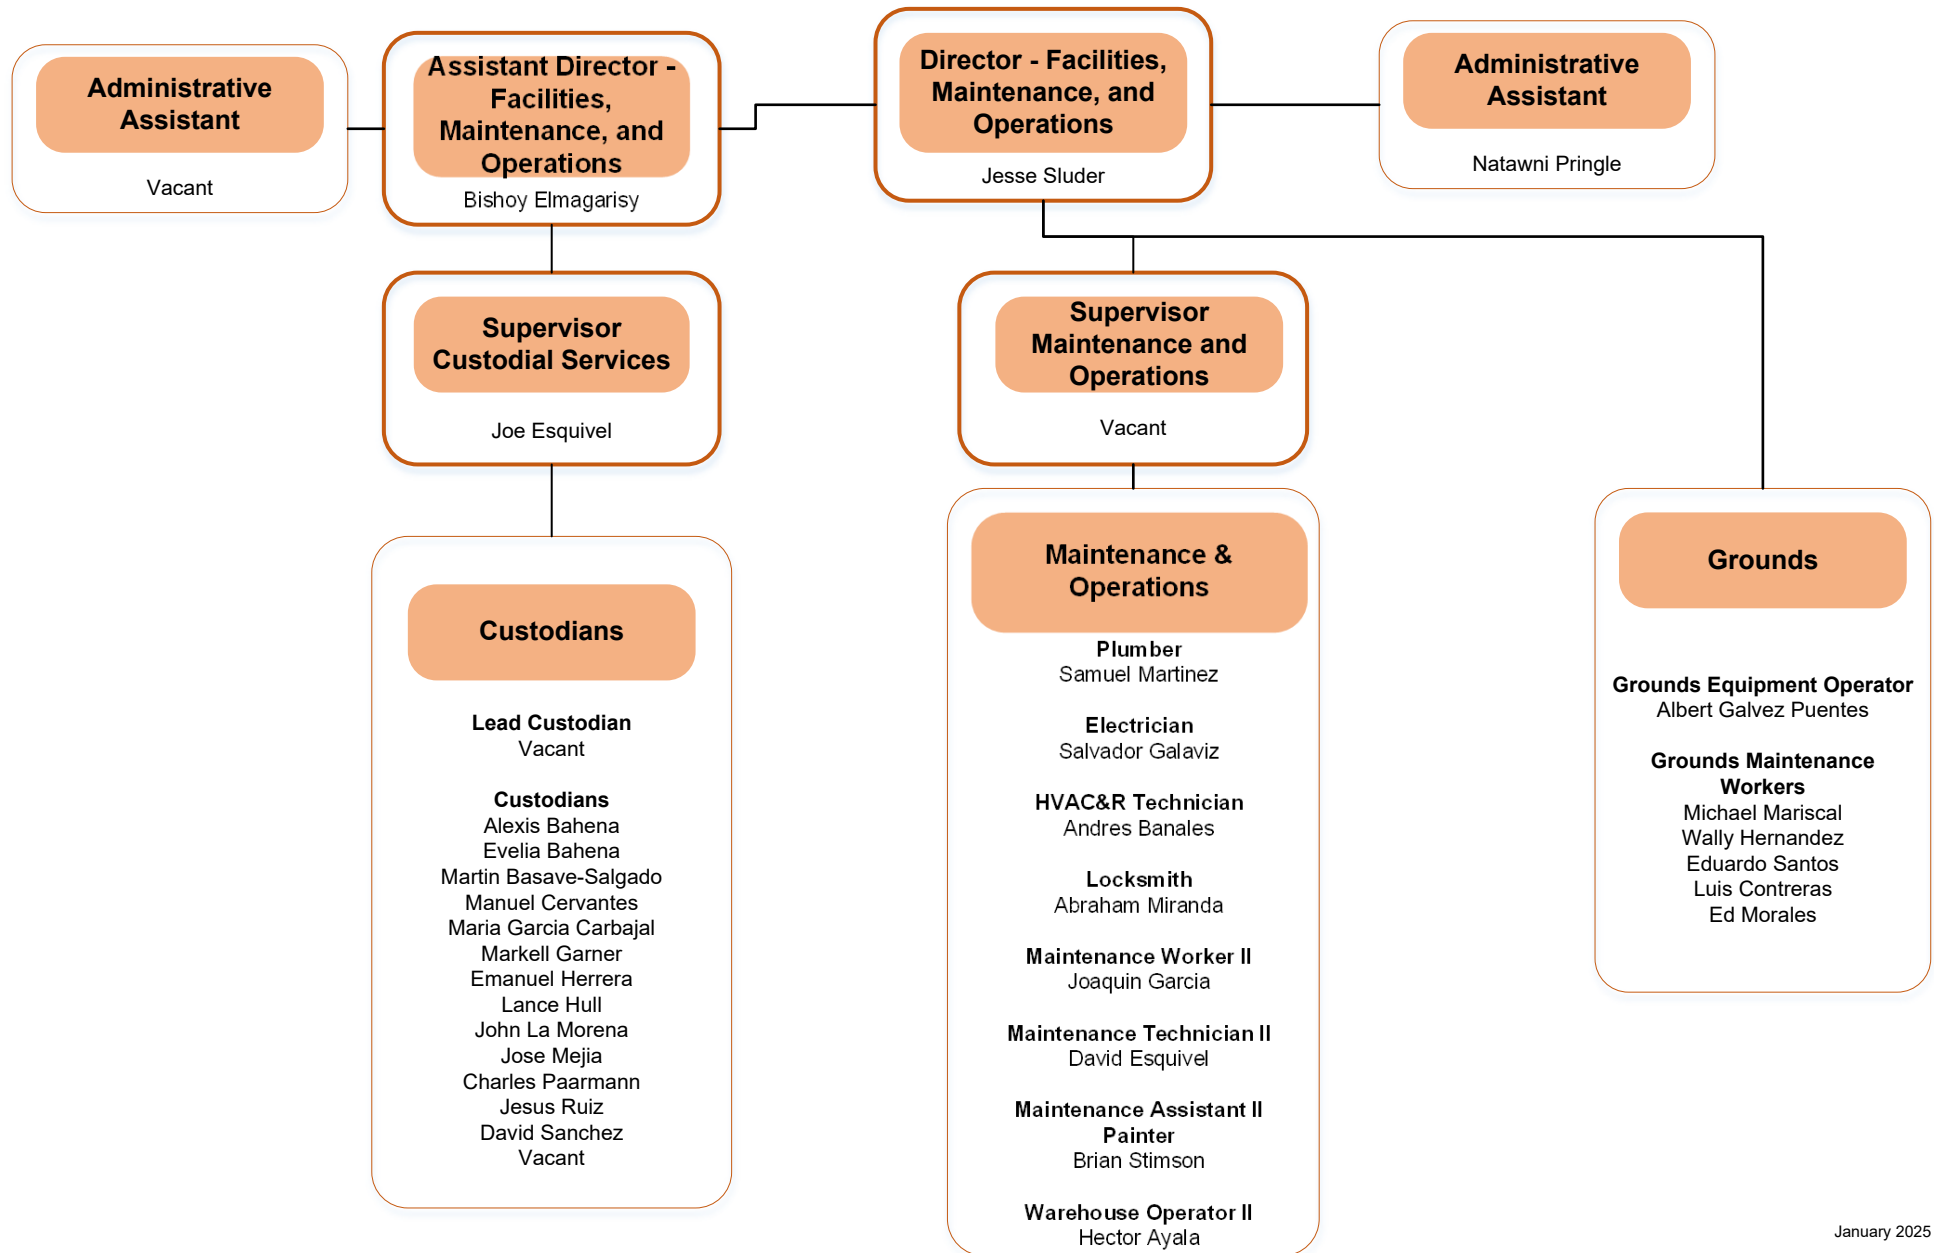 Administrative
Assistant
Vacant
Assistant Director -
Facilities,
Maintenance, and
Operations
Bishoy Elmagarisy
Director - Facilities,
Maintenance, and
Operations
Jesse Sluder
Administrative
Assistant
Natawni Pringle
Supervisor
Custodial Services
Joe Esquivel
Supervisor
Maintenance and
Operations
Vacant
Custodians
Lead Custodian
Vacant
Custodians
Alexis Bahena
Evelia Bahena
Martin Basave-Salgado
Manuel Cervantes
Maria Garcia Carbajal
Markell Garner
Emanuel Herrera
Lance Hull
John La Morena
Jose Mejia
Charles Paarmann
Jesus Ruiz
David Sanchez
Vacant
Maintenance &
Operations
Plumber
Samuel Martinez
Electrician
Salvador Galaviz
HVAC&R Technician
Andres Banales
Locksmith
Abraham Miranda
Maintenance Worker II
Joaquin Garcia
Maintenance Technician II
David Esquivel
Maintenance Assistant II
Painter
Brian Stimson
Warehouse Operator II
Hector Ayala
Grounds
Grounds Equipment Operator
Albert Galvez Puentes
Grounds Maintenance
Workers
Michael Mariscal
Wally Hernandez
Eduardo Santos
Luis Contreras
Ed Morales
January 2025